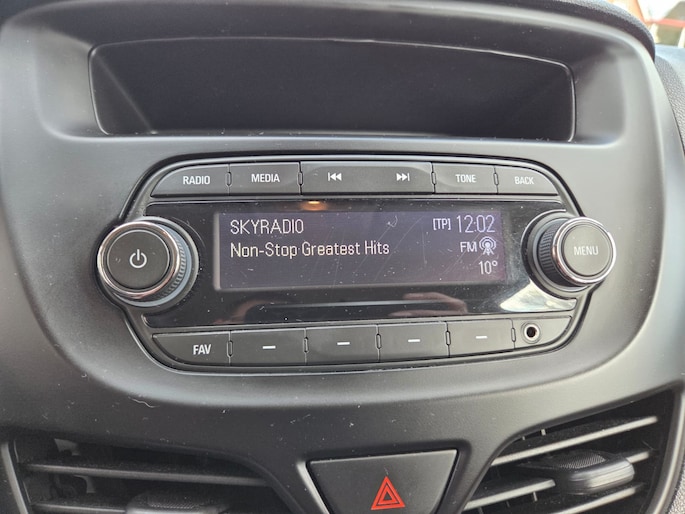 RADIO MEDIA TONE BACK
SKYRADIO [TP] 12:02
Non-Stop Greatest Hits FM
10°
MENU
FAV